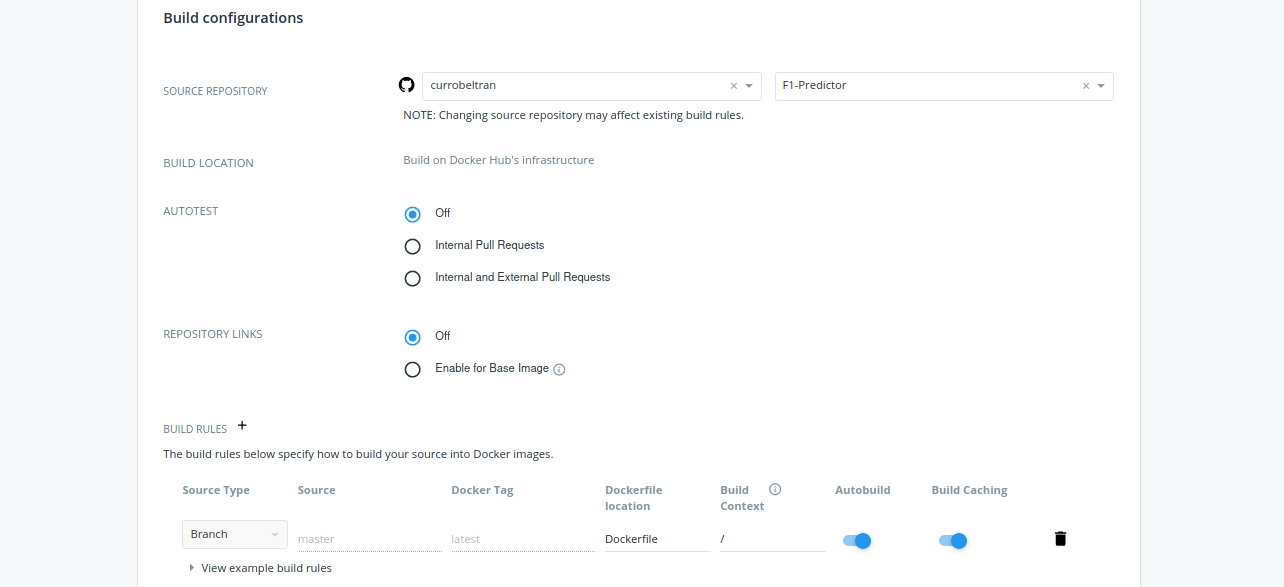 Build configurations
SOURCE REPOSITORY
currobeltran
F1-Predictor
NOTE: Changing source repository may affect existing build rules.
BUILD LOCATION
Build on Docker Hub's infrastructure
AUTOTEST
Off
Internal Pull Requests
Internal and External Pull Requests
REPOSITORY LINKS
Off
Enable for Base Image
BUILD RULES +
The build rules below specify how to build your source into Docker images.
Source Type Source Docker Tag Dockerfile location Build Context Autobuild Build Caching
Branch master latest Dockerfile /
View example build rules